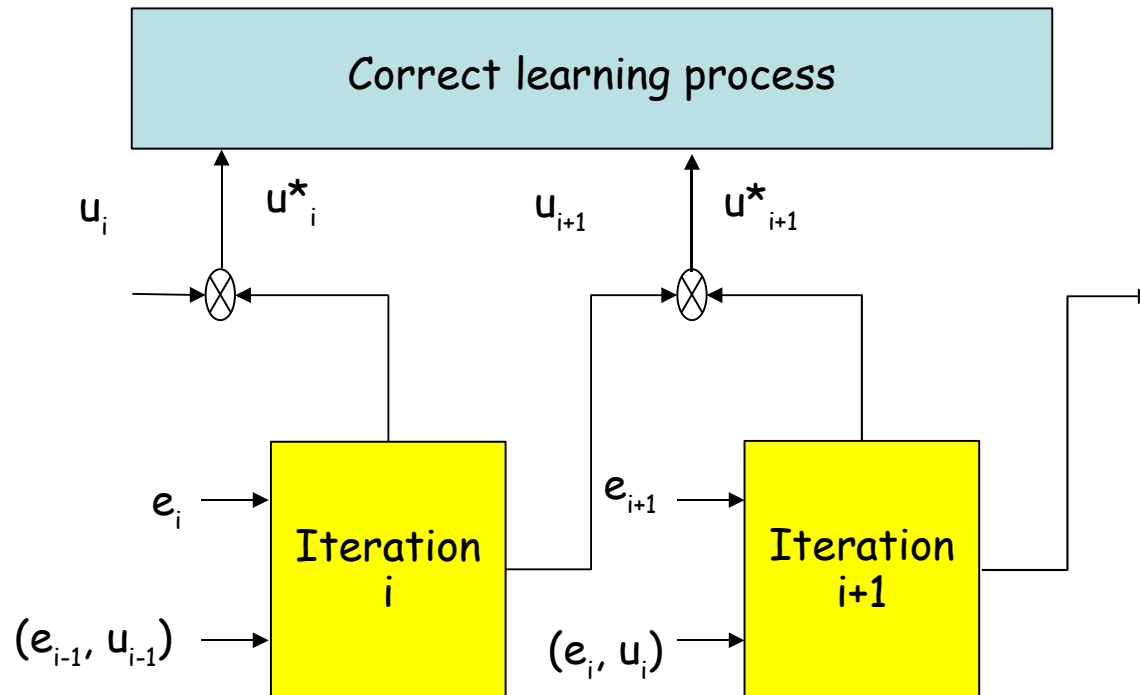 Correct learning process
uᵢ
u*ᵢ
uᵢ₊₁
u*ᵢ₊₁
eᵢ
eᵢ₊₁
Iteration
i
Iteration
i+1
(eᵢ₋₁, uᵢ₋₁)
(eᵢ, uᵢ)